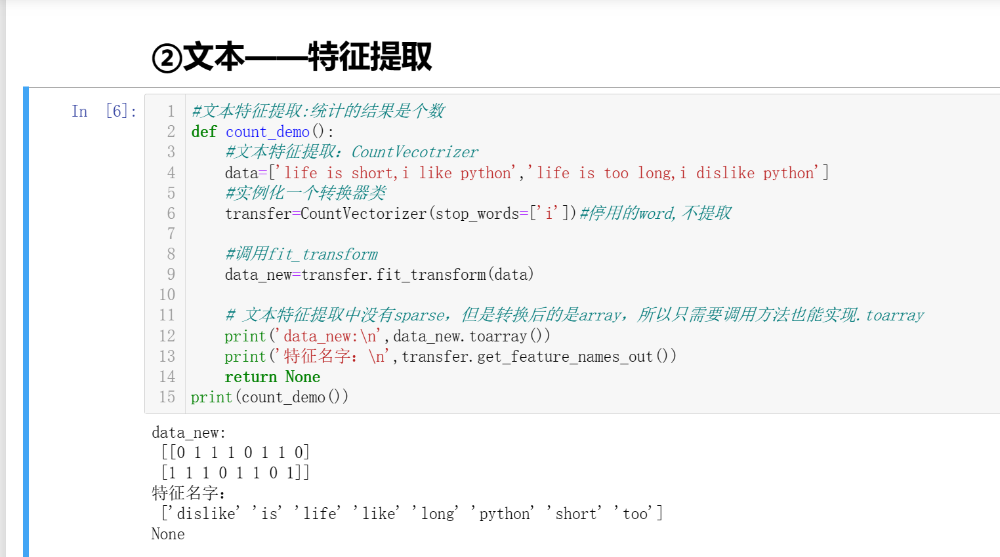 ②文本——特征提取
In [6]:
1 #文本特征提取:统计的结果是个数
2 def count_demo():
3     #文本特征提取：CountVecotrizer
4     data=['life is short,i like python','life is too long,i dislike python']
5     #实例化一个转换器类
6     transfer=CountVectorizer(stop_words=['i'])#停用的word,不提取
7
8     #调用fit_transform
9     data_new=transfer.fit_transform(data)
10
11     # 文本特征提取中没有sparse，但是转换后的是array，所以只需要调用方法也能实现.toarray
12     print('data_new:\n',data_new.toarray())
13     print('特征名字：\n',transfer.get_feature_names_out())
14     return None
15 print(count_demo())
data_new:
 [[0 1 1 1 0 1 1 0]
 [1 1 1 0 1 1 0 1]]
特征名字：
 ['dislike' 'is' 'life' 'like' 'long' 'python' 'short' 'too']
None